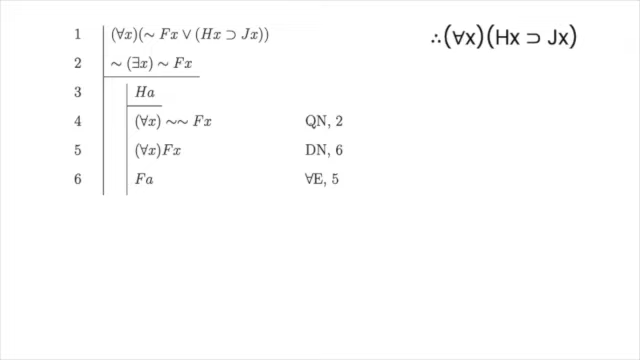 1 (∀x)(∼ Fx ∨ (Hx ⊃ Jx)) ∴(∀x)(Hx ⊃ Jx)
2 ∼ (∃x) ∼ Fx
3 Ha
4 (∀x) ∼∼ Fx QN, 2
5 (∀x)Fx DN, 6
6 Fa ∀E, 5